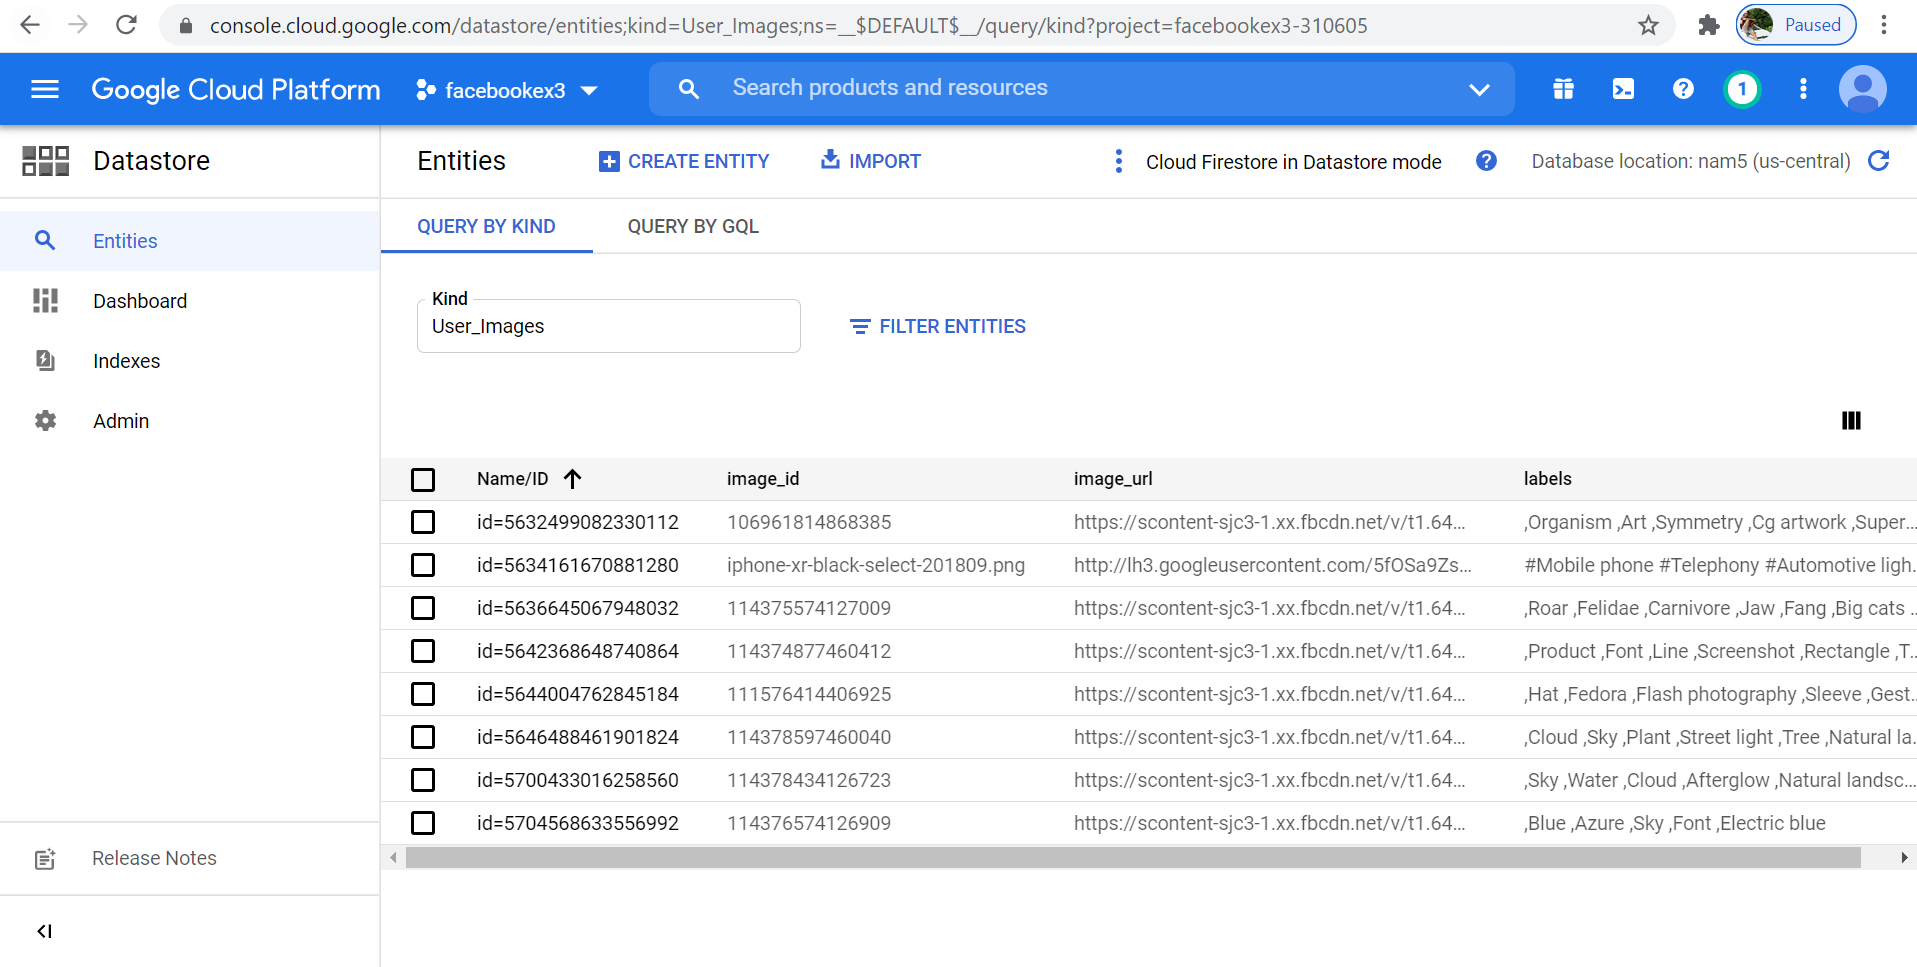 console.cloud.google.com/datastore/entities;kind=User_Images;ns=__$DEFAULT$__/query/kind?project=facebookex3-310605
Paused
Google Cloud Platform
facebookex3
Search products and resources
1
Datastore
Entities
CREATE ENTITY
IMPORT
Cloud Firestore in Datastore mode
Database location: nam5 (us-central)
Entities
Dashboard
Indexes
Admin
Release Notes
QUERY BY KIND
QUERY BY GQL
Kind
User_Images
FILTER ENTITIES
Name/ID image_id image_url labels
id=5632499082330112 106961814868385 https://scontent-sjc3-1.xx.fbcdn.net/v/t1.64... ,Organism ,Art ,Symmetry ,Cg artwork ,Super...
id=5634161670881280 iphone-xr-black-select-201809.png http://lh3.googleusercontent.com/5fOSa9Zs... #Mobile phone #Telephony #Automotive ligh.
id=5636645067948032 114375574127009 https://scontent-sjc3-1.xx.fbcdn.net/v/t1.64... ,Roar ,Felidae ,Carnivore ,Jaw ,Fang ,Big cats ..
id=5642368648740864 114374877460412 https://scontent-sjc3-1.xx.fbcdn.net/v/t1.64... ,Product ,Font ,Line ,Screenshot ,Rectangle ,T...
id=5644004762845184 111576414406925 https://scontent-sjc3-1.xx.fbcdn.net/v/t1.64... ,Hat ,Fedora ,Flash photography ,Sleeve ,Gest...
id=5646488461901824 114378597460040 https://scontent-sjc3-1.xx.fbcdn.net/v/t1.64... ,Cloud ,Sky ,Plant ,Street light ,Tree ,Natural la...
id=5700433016258560 114378434126723 https://scontent-sjc3-1.xx.fbcdn.net/v/t1.64... ,Sky ,Water ,Cloud ,Afterglow ,Natural landsc...
id=5704568633556992 114376574126909 https://scontent-sjc3-1.xx.fbcdn.net/v/t1.64... ,Blue ,Azure ,Sky ,Font ,Electric blue